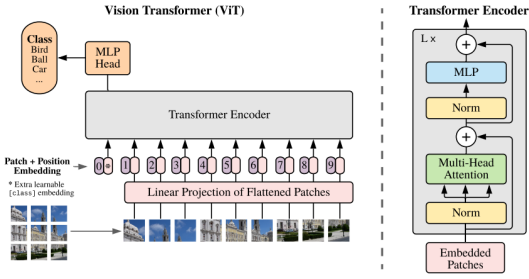 Vision Transformer (ViT)
Class
Bird
Ball
Car
...
MLP
Head
Transformer Encoder
Patch + Position
Embedding
0 * 1 2 3 4 5 6 7 8 9
* Extra learnable
[class] embedding
Linear Projection of Flattened Patches
Transformer Encoder
L x
+
MLP
Norm
+
Multi-Head
Attention
Norm
Embedded
Patches